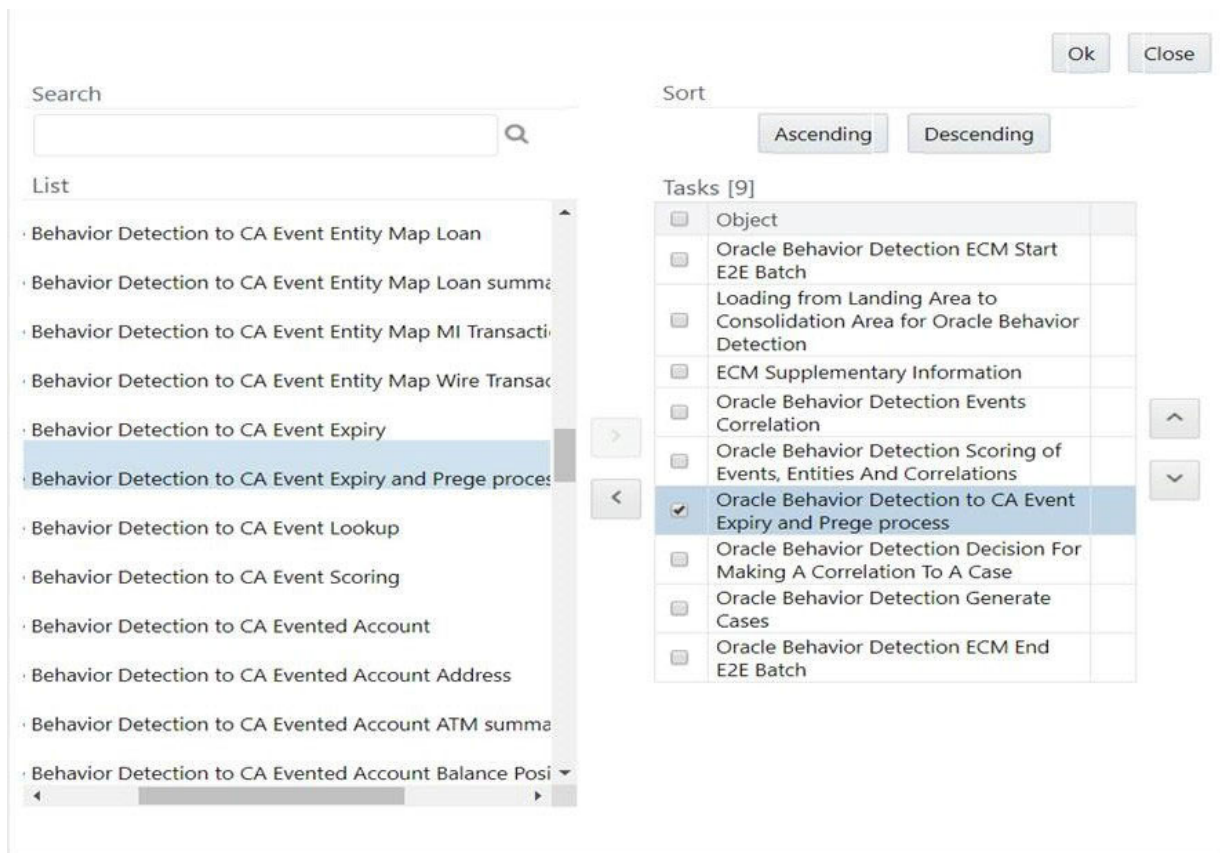 Ok
Close
Search
List
Behavior Detection to CA Event Entity Map Loan
Behavior Detection to CA Event Entity Map Loan summa
Behavior Detection to CA Event Entity Map MI Transacti
Behavior Detection to CA Event Entity Map Wire Transac
Behavior Detection to CA Event Expiry
Behavior Detection to CA Event Expiry and Prege proces
Behavior Detection to CA Event Lookup
Behavior Detection to CA Event Scoring
Behavior Detection to CA Evented Account
Behavior Detection to CA Evented Account Address
Behavior Detection to CA Evented Account ATM summa
Behavior Detection to CA Evented Account Balance Posi
Sort
Ascending
Descending
Tasks [9]
Object
Oracle Behavior Detection ECM Start
E2E Batch
Loading from Landing Area to
Consolidation Area for Oracle Behavior
Detection
ECM Supplementary Information
Oracle Behavior Detection Events
Correlation
Oracle Behavior Detection Scoring of
Events, Entities And Correlations
Oracle Behavior Detection to CA Event
Expiry and Prege process
Oracle Behavior Detection Decision For
Making A Correlation To A Case
Oracle Behavior Detection Generate
Cases
Oracle Behavior Detection ECM End
E2E Batch